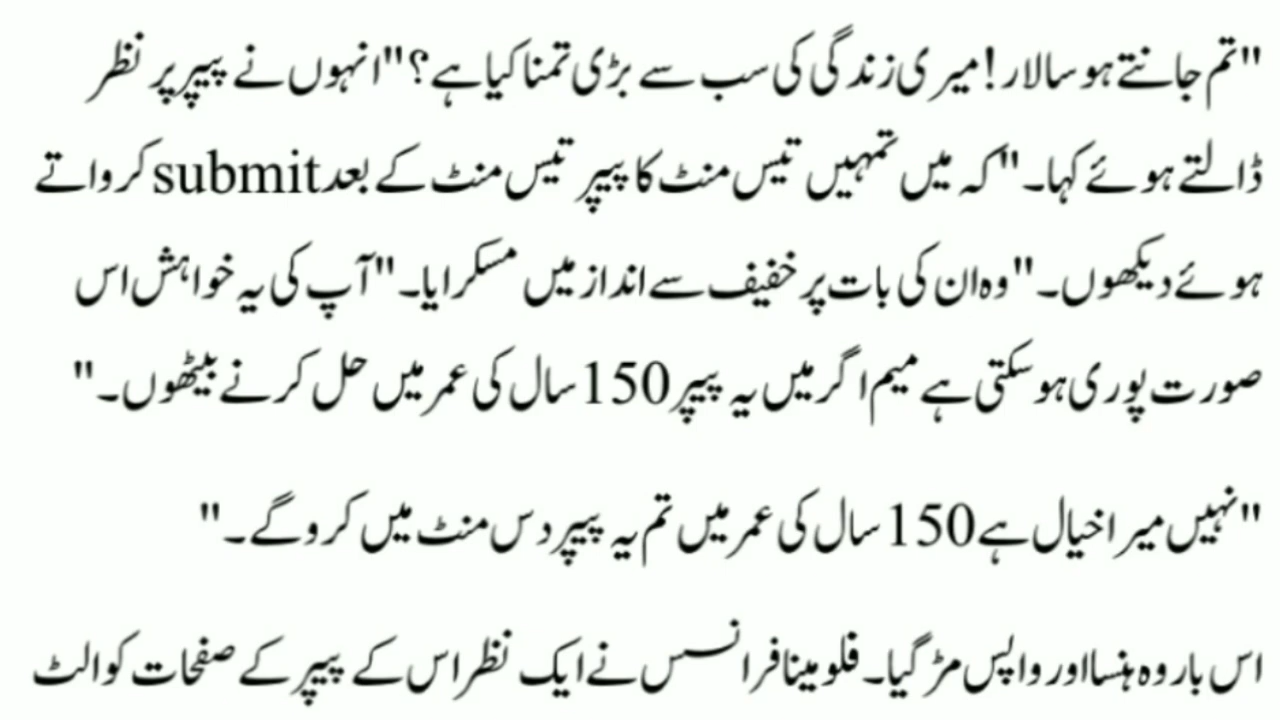 "تم جانتے ہو سالار! میری زندگی کی سب سے بڑی تمنا کیا ہے؟" انہوں نے پیپر پر نظر
ڈالتے ہوئے کہا۔ "کہ میں تمہیں تیس منٹ کا پیپر تیس منٹ کے بعد submit کرواتے
ہوئے دیکھوں۔" وہ ان کی بات پر خفیف سے انداز میں مسکرایا۔ "آپ کی یہ خواہش اس
صورت پوری ہو سکتی ہے میم اگر میں یہ پیپر 150 سال کی عمر میں حل کرنے بیٹھوں۔"
"نہیں میرا خیال ہے 150 سال کی عمر میں تم یہ پیپر دس منٹ میں کرو گے۔"
اس بار وہ ہنسا اور واپس مڑ گیا۔ فلومینا فرانسس نے ایک نظر اس کے پیپر کے صفحات کو الٹ